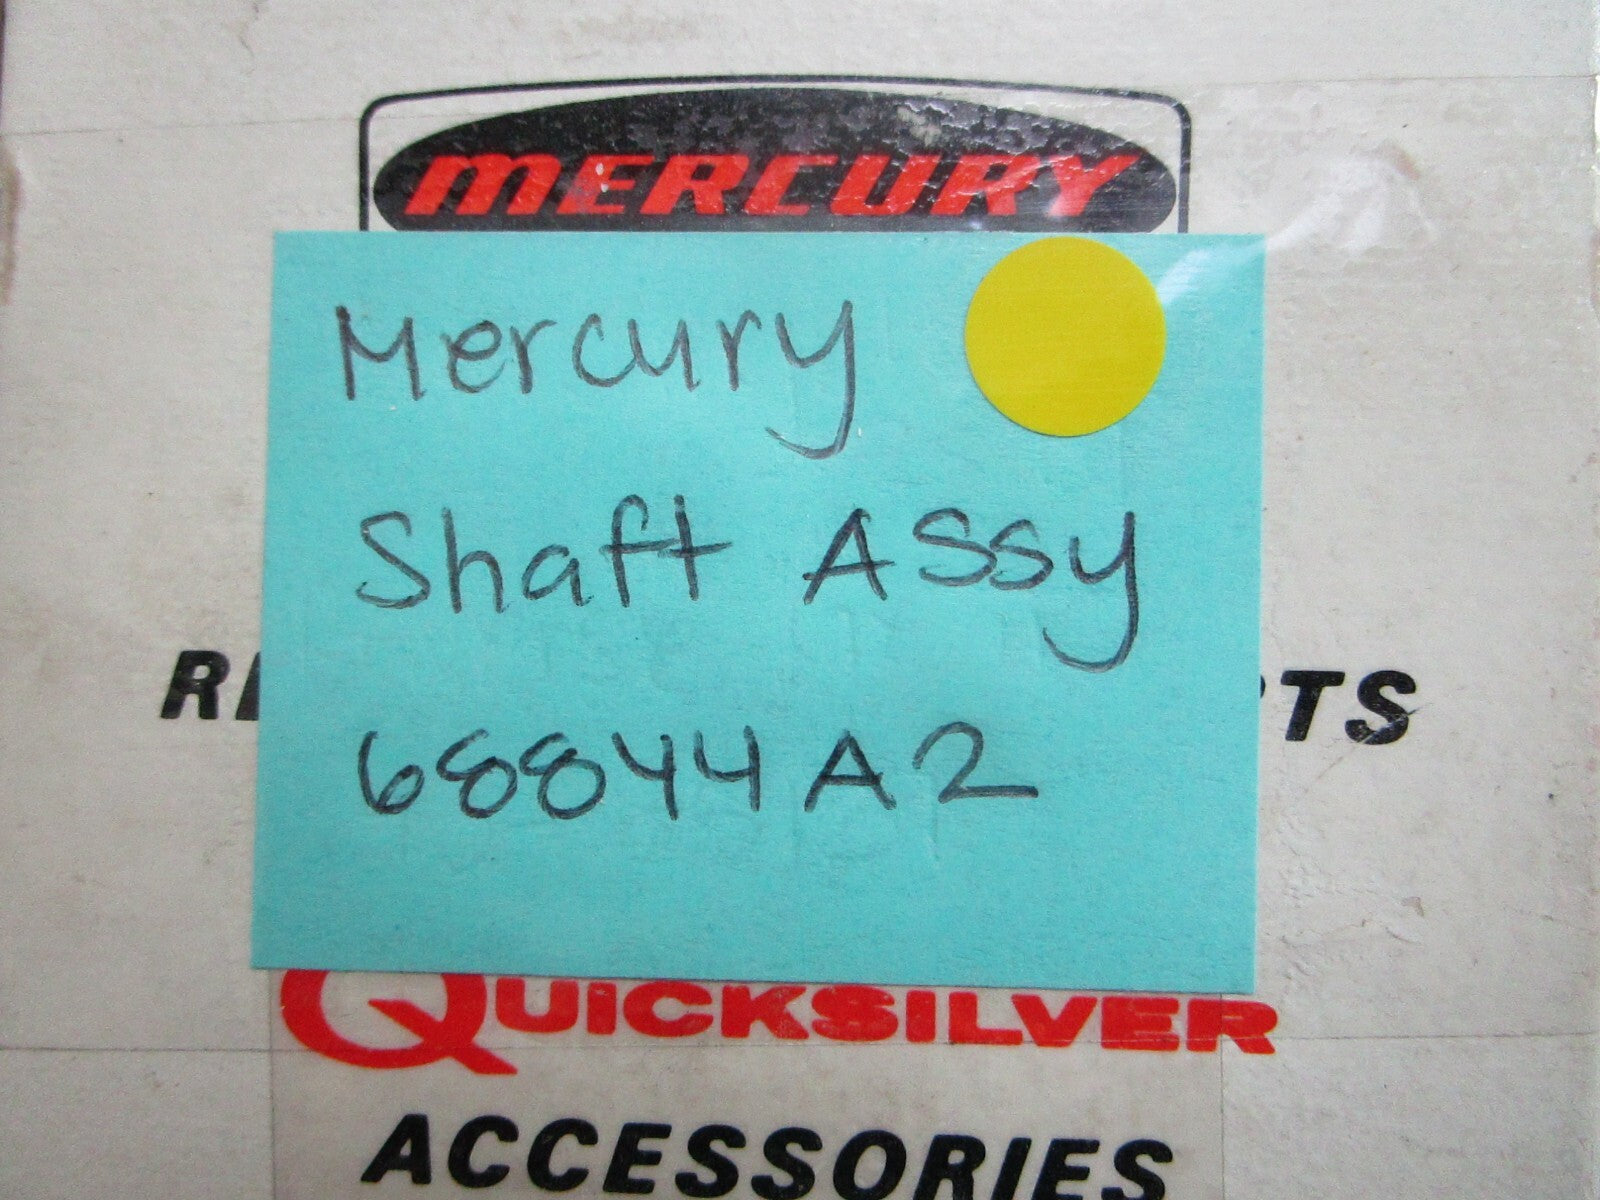 MERCURY
Mercury
Shaft Assy
68844A2
QUICKSILVER
ACCESSORIES